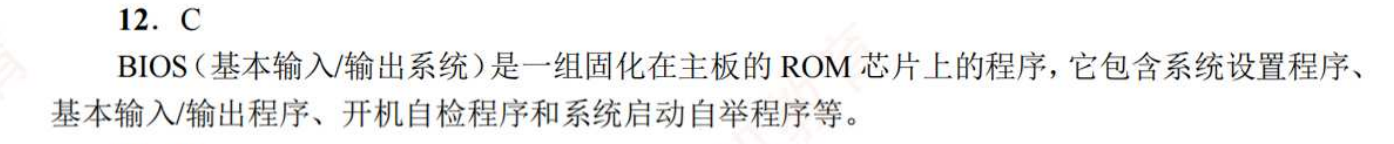 12. C
BIOS（基本输入/输出系统）是一组固化在主板的 ROM 芯片上的程序，它包含系统设置程序、
基本输入/输出程序、开机自检程序和系统启动自举程序等。